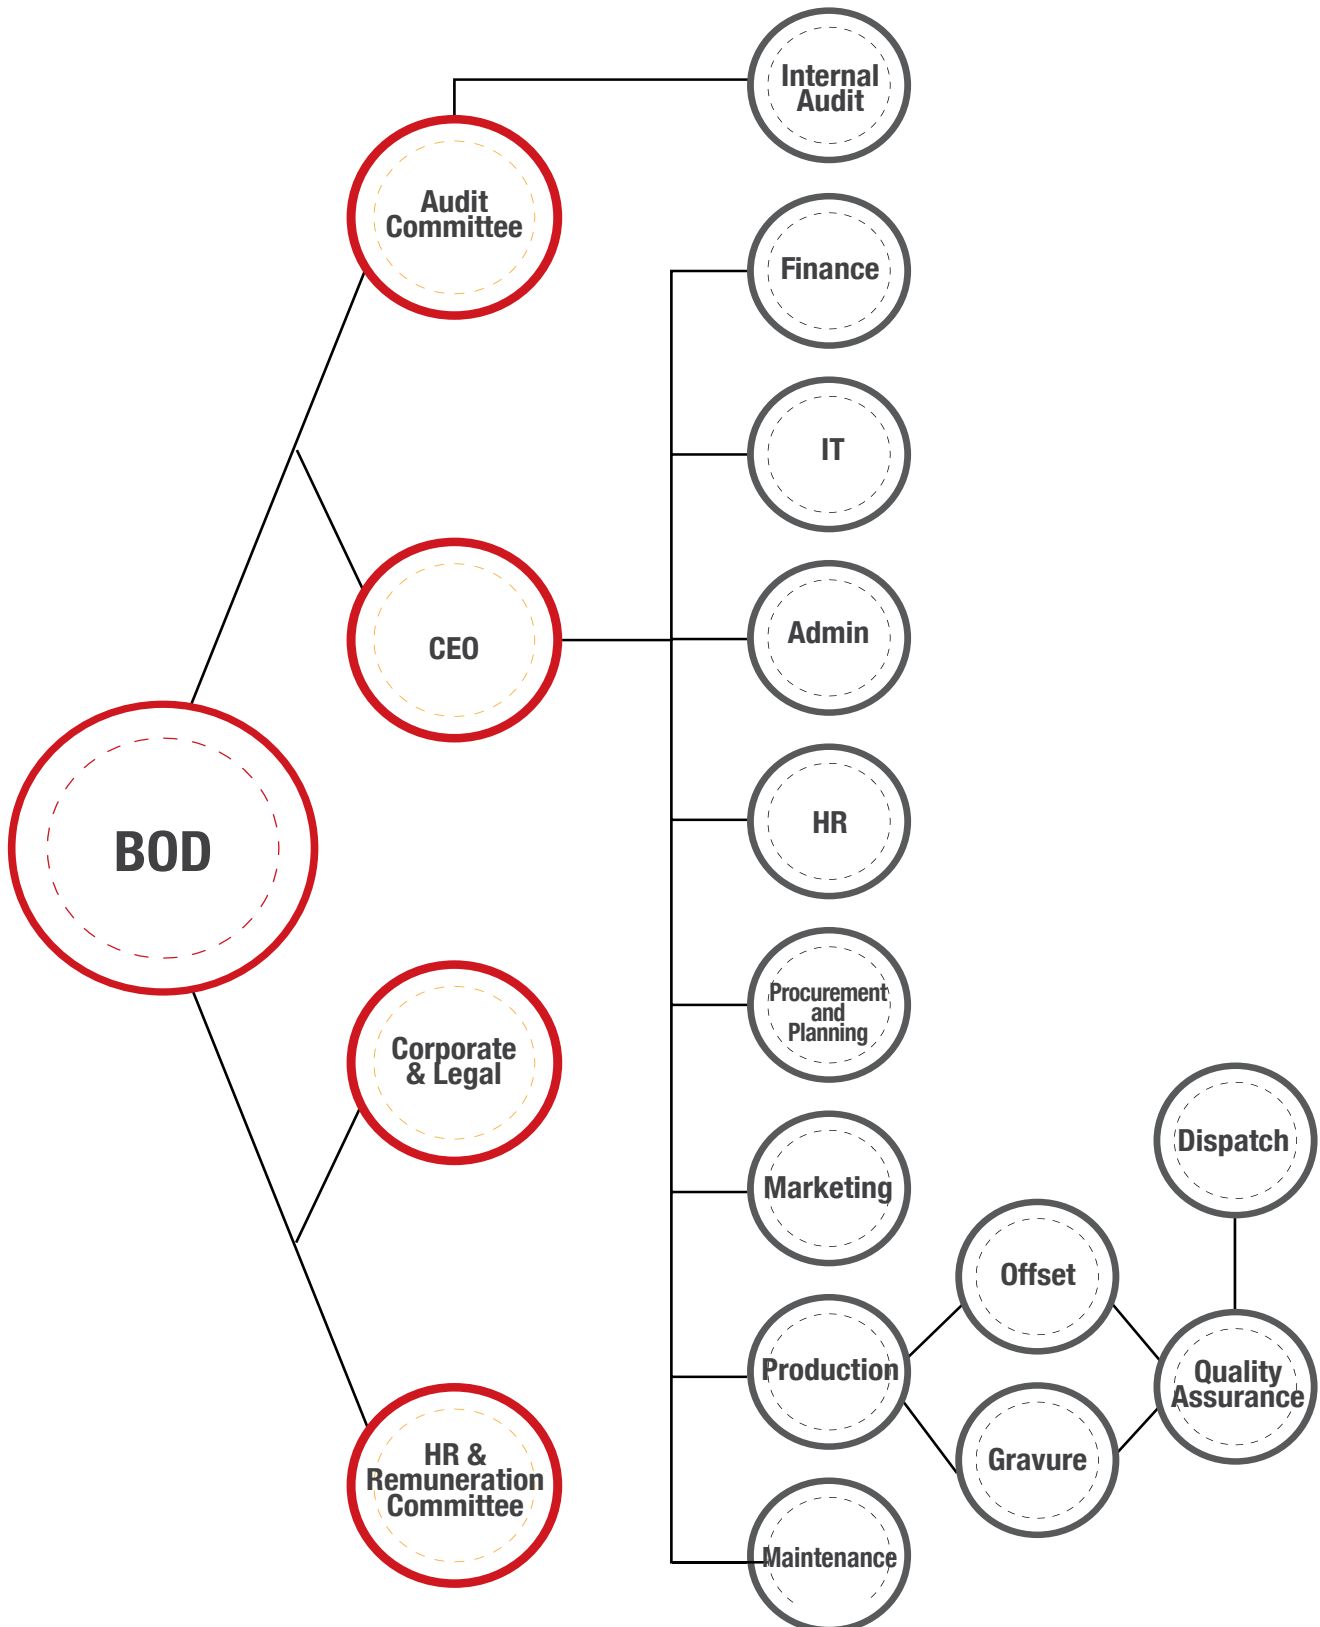 Internal
Audit
Audit
Committee
Finance
IT
Admin
CEO
HR
BOD
Procurement
and
Planning
Corporate
& Legal
Marketing
Dispatch
Offset
Production
Quality
Assurance
Gravure
HR &
Remuneration
Committee
Maintenance